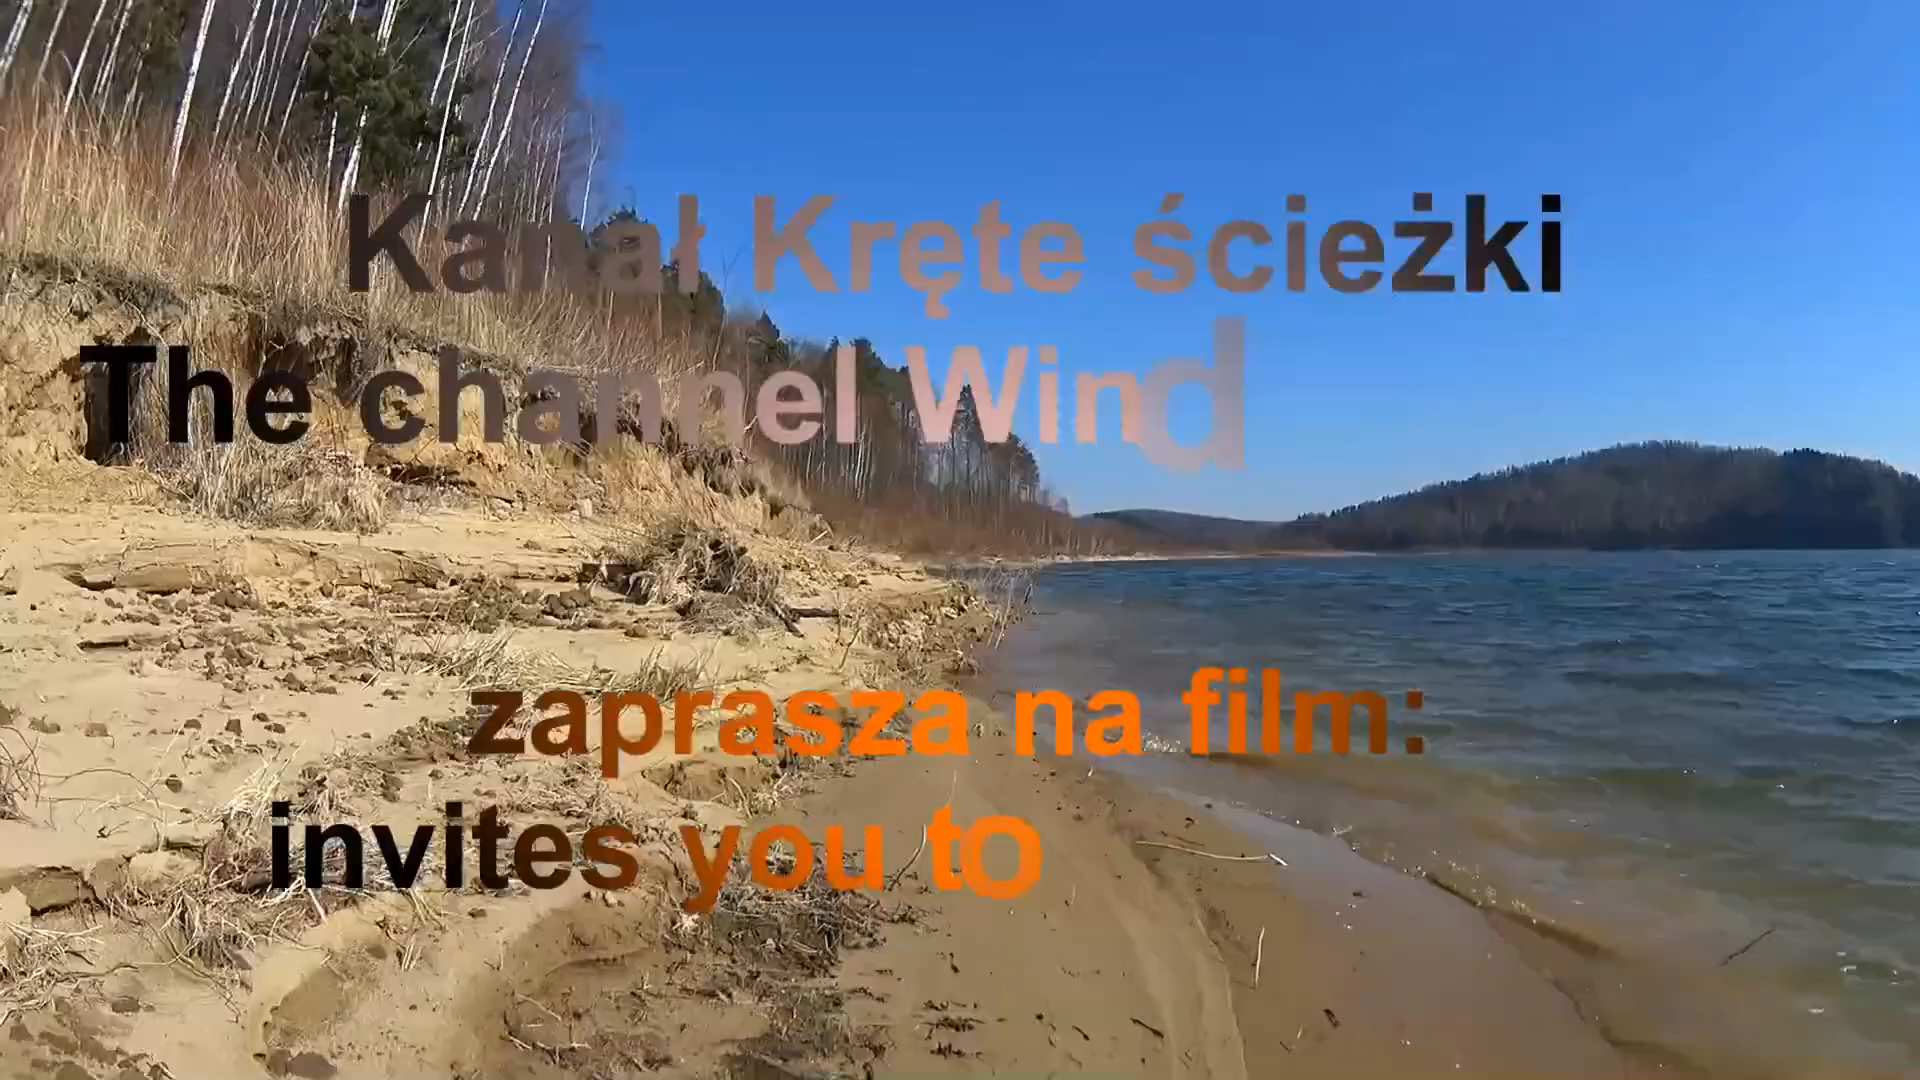 Kanał Kręte ścieżki
The channel Wind
zaprasza na film:
invites you to